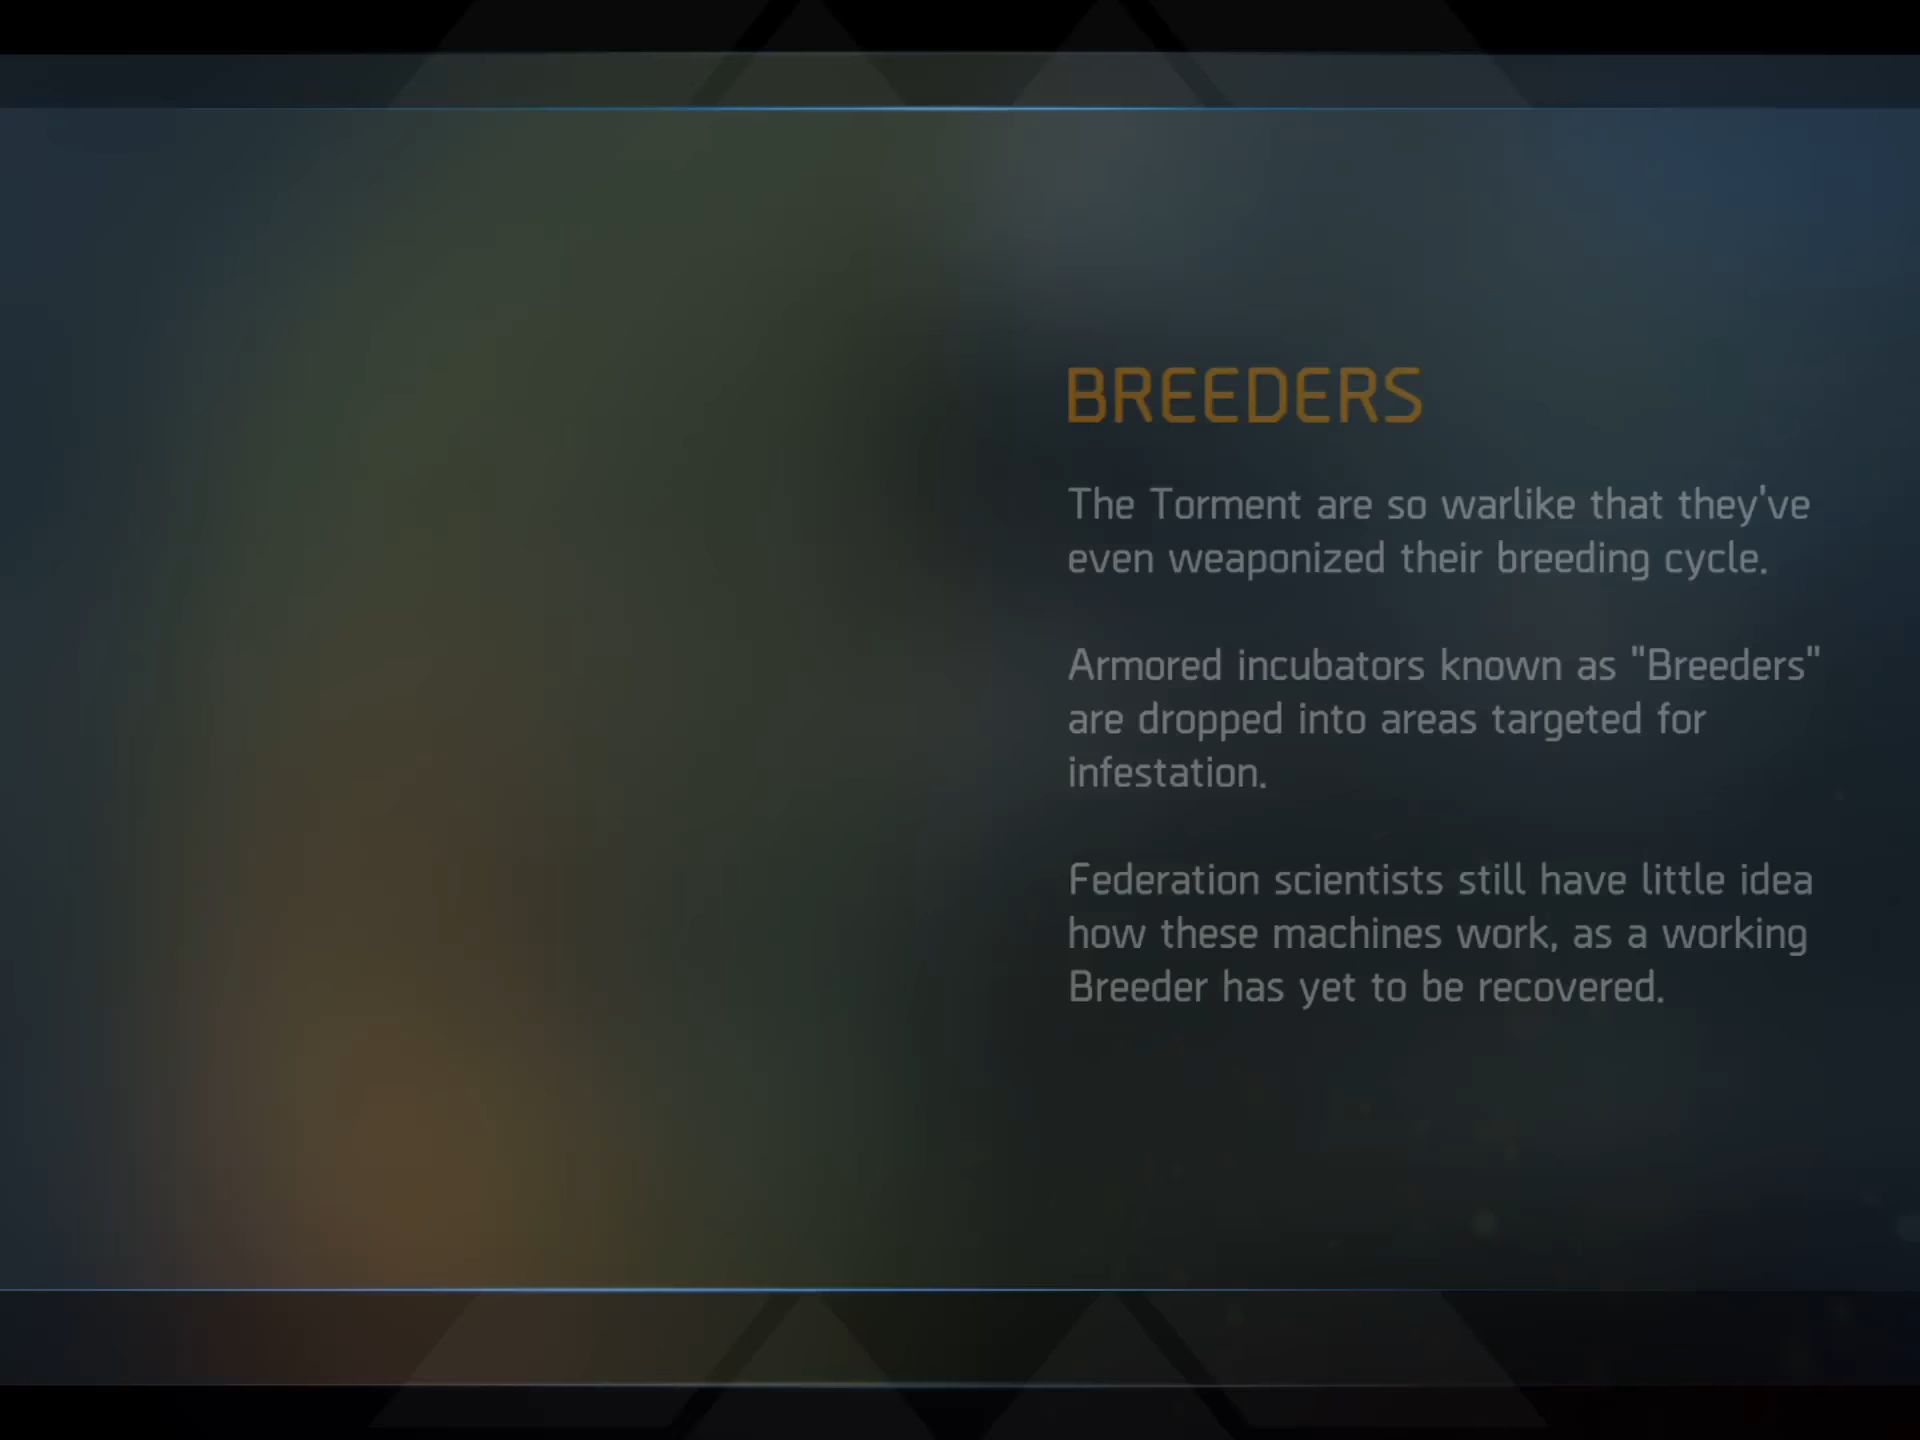 BREEDERS
The Torment are so warlike that they've
even weaponized their breeding cycle.
Armored incubators known as "Breeders"
are dropped into areas targeted for
infestation.
Federation scientists still have little idea
how these machines work, as a working
Breeder has yet to be recovered.